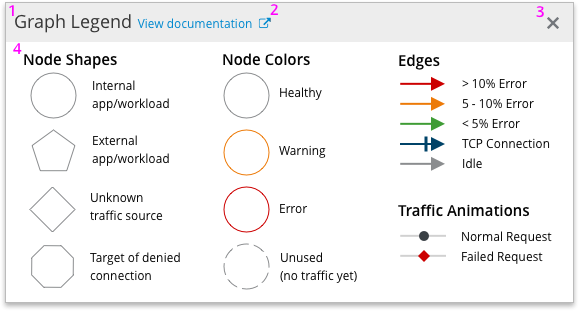 1
2
3
Graph Legend View documentation
4
Node Shapes
Internal
app/workload
External
app/workload
Unknown
traffic source
Target of denied
connection
Node Colors
Healthy
Warning
Error
Unused
(no traffic yet)
Edges
> 10% Error
5 - 10% Error
< 5% Error
TCP Connection
Idle
Traffic Animations
Normal Request
Failed Request